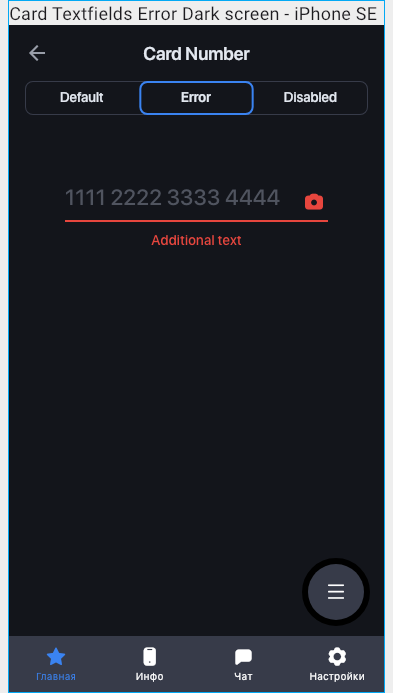 Card Textfields Error Dark screen - iPhone SE
Card Number
Default Error Disabled
1111 2222 3333 4444
Additional text
Главная Инфо Чат Настройки